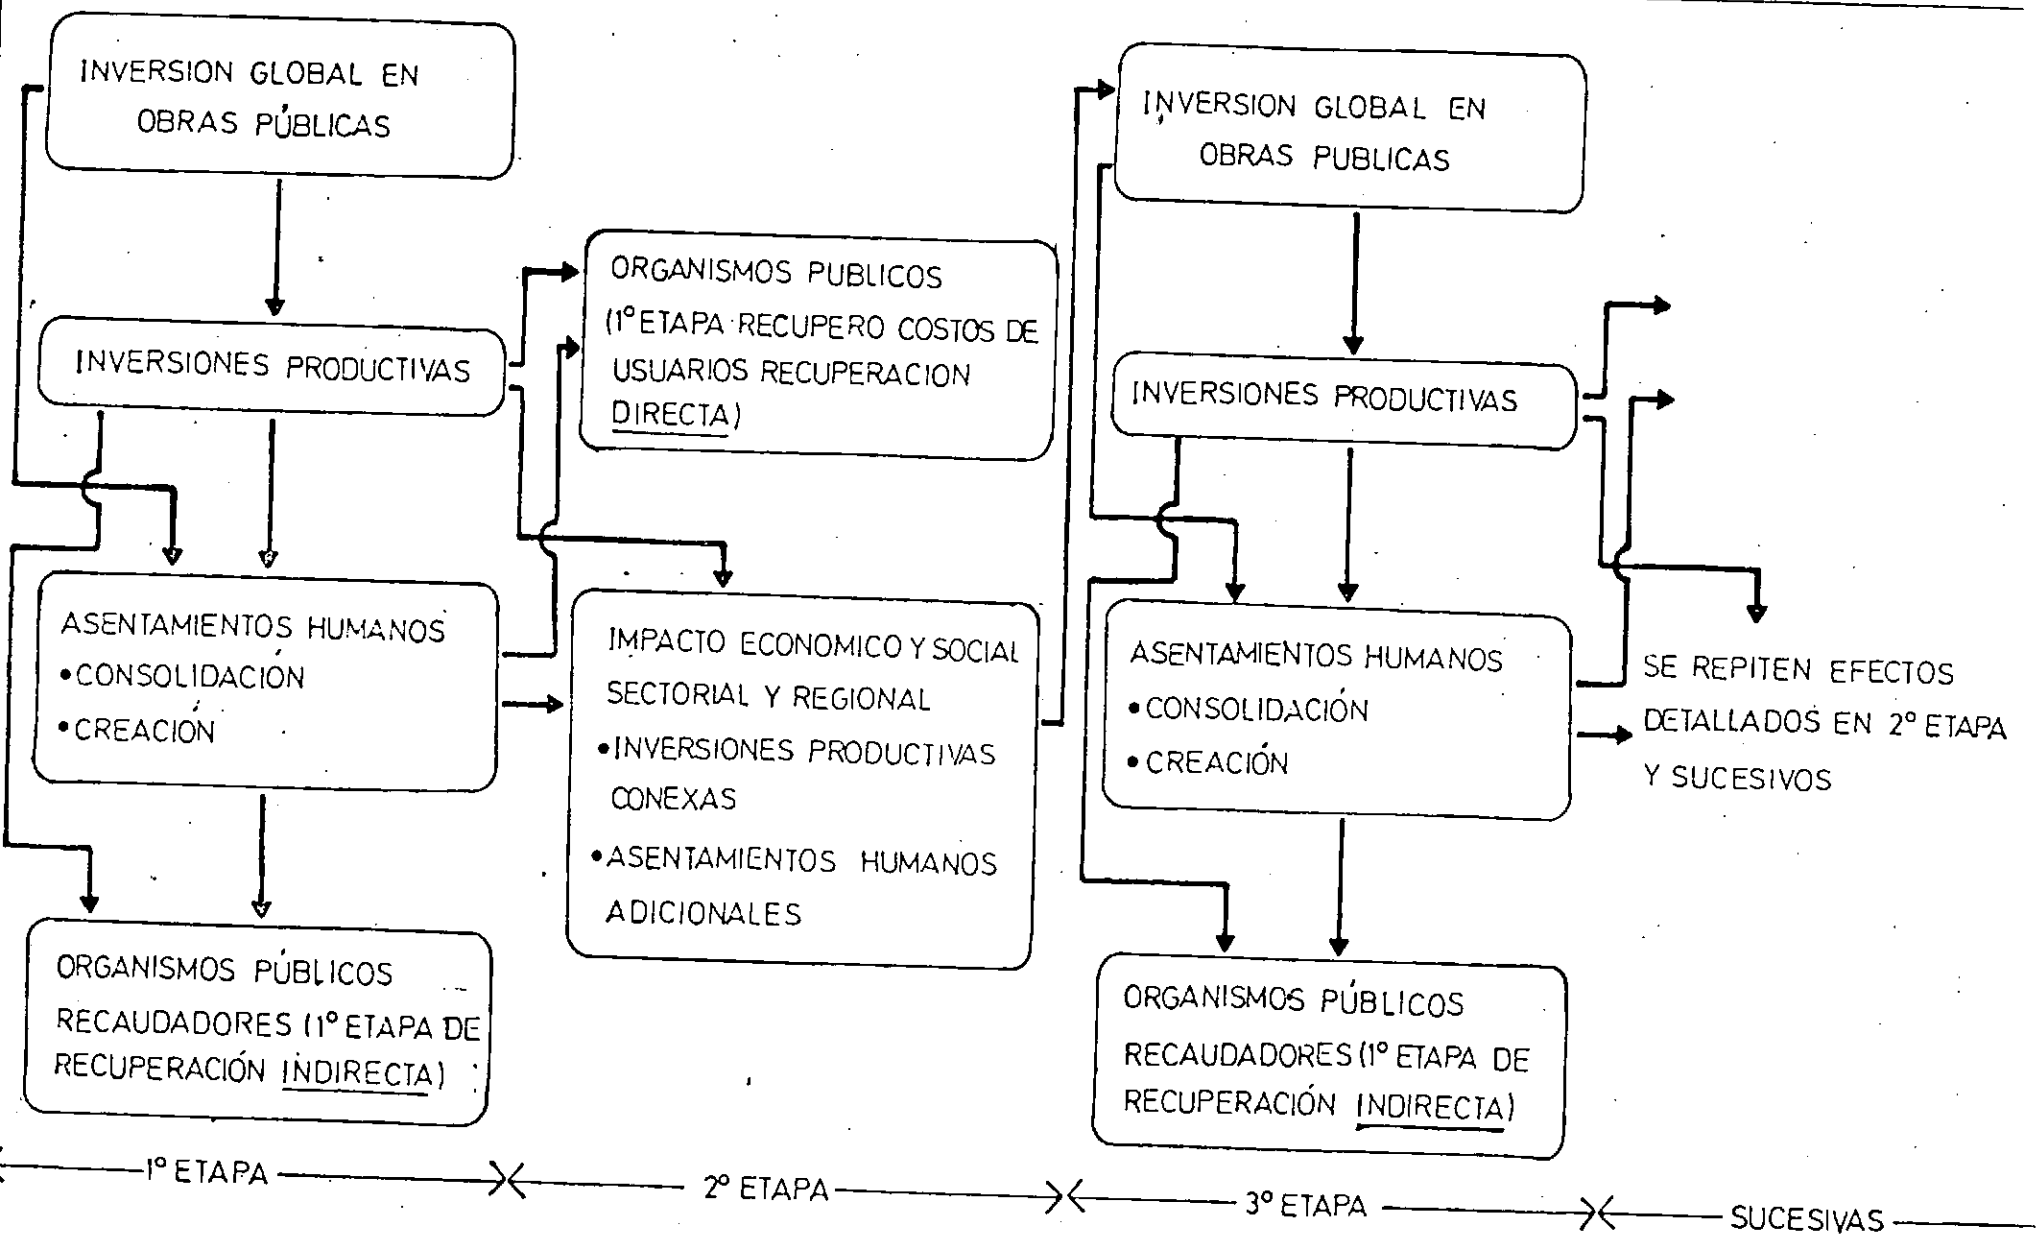 INVERSION GLOBAL EN
OBRAS PÚBLICAS
INVERSIONES PRODUCTIVAS
ASENTAMIENTOS HUMANOS
•CONSOLIDACIÓN
•CREACIÓN
ORGANISMOS PÚBLICOS
RECAUDADORES (1° ETAPA DE
RECUPERACIÓN INDIRECTA)
ORGANISMOS PUBLICOS
(1° ETAPA RECUPERO COSTOS DE
USUARIOS RECUPERACION
DIRECTA)
IMPACTO ECONOMICO Y SOCIAL
SECTORIAL Y REGIONAL
•INVERSIONES PRODUCTIVAS
CONEXAS
•ASENTAMIENTOS HUMANOS
ADICIONALES
INVERSION GLOBAL EN
OBRAS PUBLICAS
INVERSIONES PRODUCTIVAS
ASENTAMIENTOS HUMANOS
•CONSOLIDACIÓN
•CREACIÓN
ORGANISMOS PÚBLICOS
RECAUDADORES (1° ETAPA DE
RECUPERACIÓN INDIRECTA)
SE REPITEN EFECTOS
DETALLADOS EN 2° ETAPA
Y SUCESIVOS
1° ETAPA
2° ETAPA
3° ETAPA
SUCESIVAS